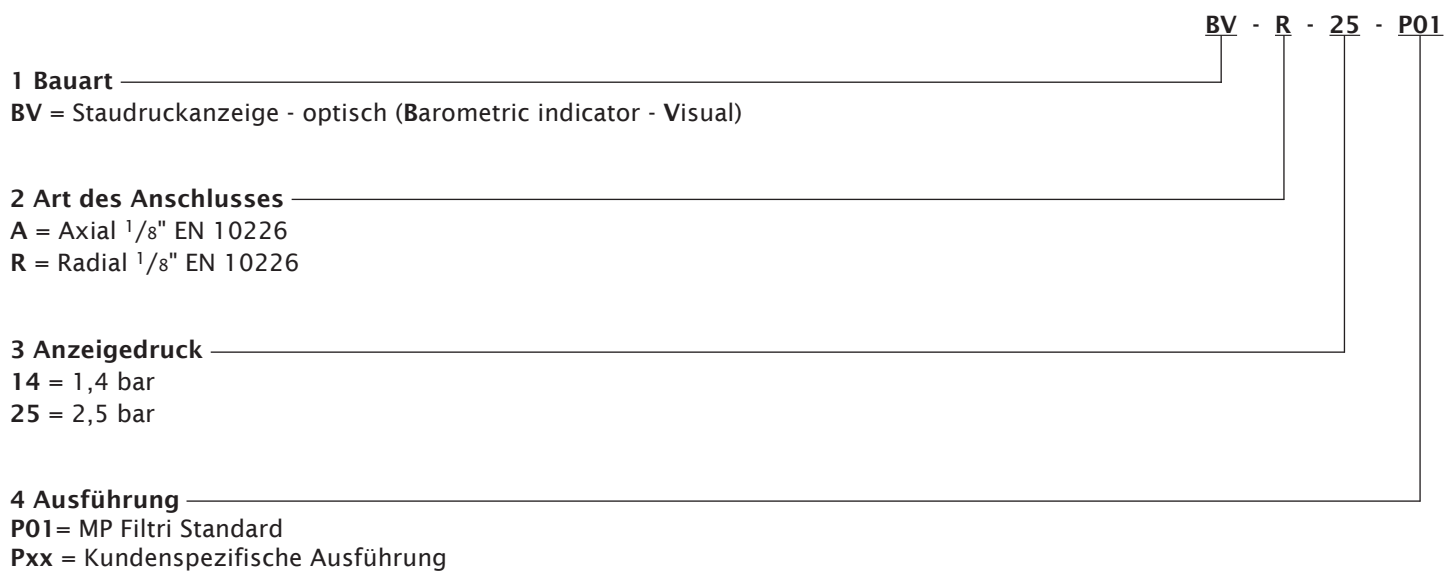 BV - R - 25 - P01
1 Bauart
BV = Staudruckanzeige - optisch (Barometric indicator - Visual)
2 Art des Anschlusses
A = Axial 1/8" EN 10226
R = Radial 1/8" EN 10226
3 Anzeigedruck
14 = 1,4 bar
25 = 2,5 bar
4 Ausführung
P01= MP Filtri Standard
Pxx = Kundenspezifische Ausführung